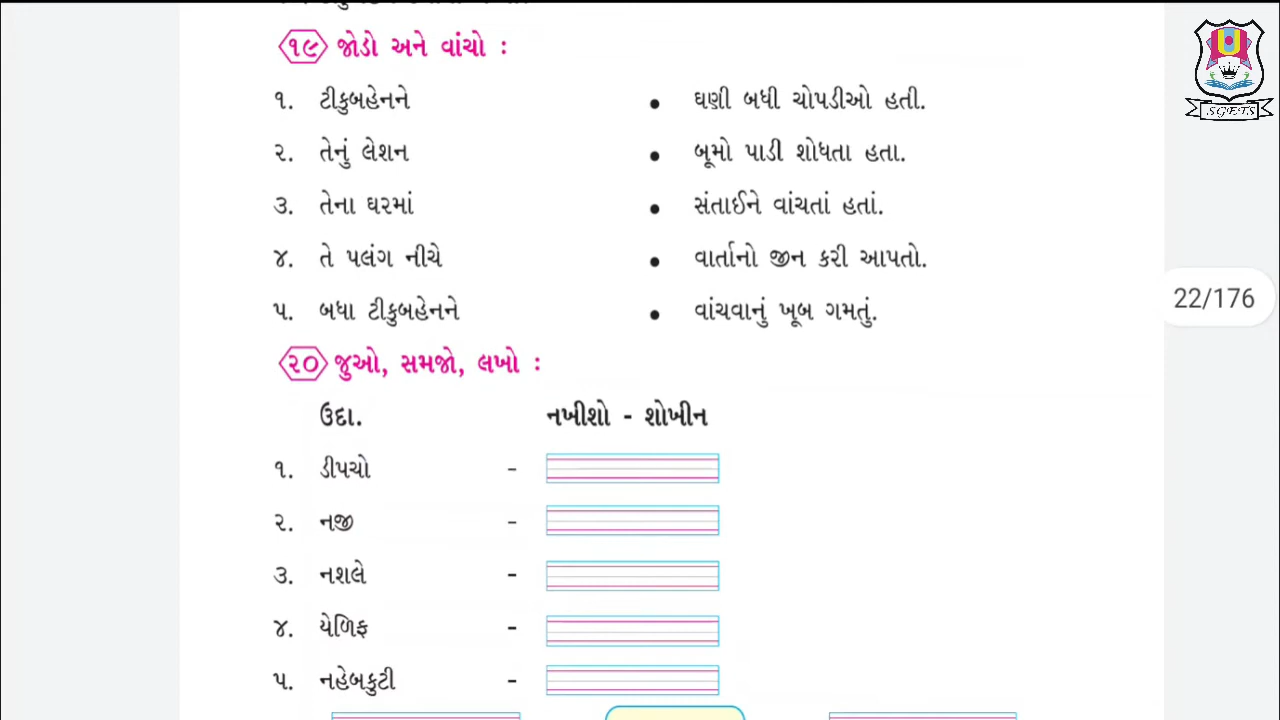 ૧૯ જોડો અને વાંચો :
૧. ટીકુબહેનને • ઘણી બધી ચોપડીઓ હતી.
૨. તેનું લેશન • બૂમો પાડી શોધતા હતા.
૩. તેના ઘરમાં • સંતાઈને વાંચતાં હતાં.
૪. તે પલંગ નીચે • વાર્તાનો જીન કરી આપતો.
૫. બધા ટીકુબહેનને • વાંચવાનું ખૂબ ગમતું.
૨૦ જુઓ, સમજો, લખો :
ઉદા. નખીશો - શોખીન
૧. ડીપચો -
૨. નજી -
૩. નશલે -
૪. યેળિફ -
૫. નહેબકુટી -
SGETS
22/176